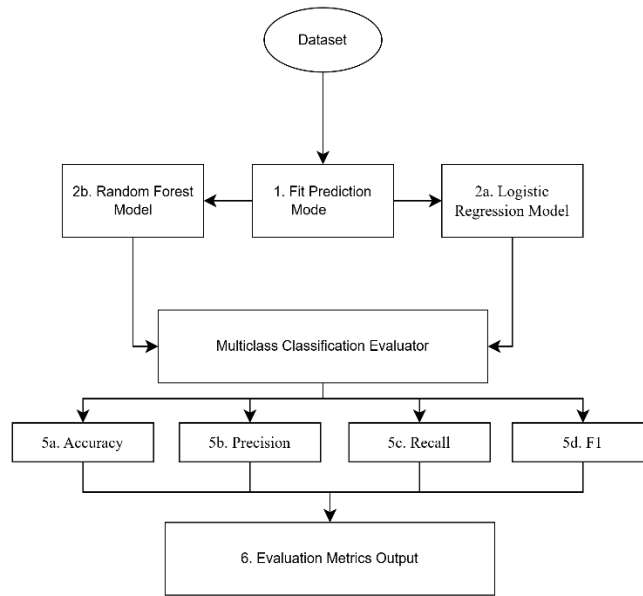 Dataset
2b. Random Forest
Model
1. Fit Prediction
Mode
2a. Logistic
Regression Model
Multiclass Classification Evaluator
5a. Accuracy
5b. Precision
5c. Recall
5d. F1
6. Evaluation Metrics Output